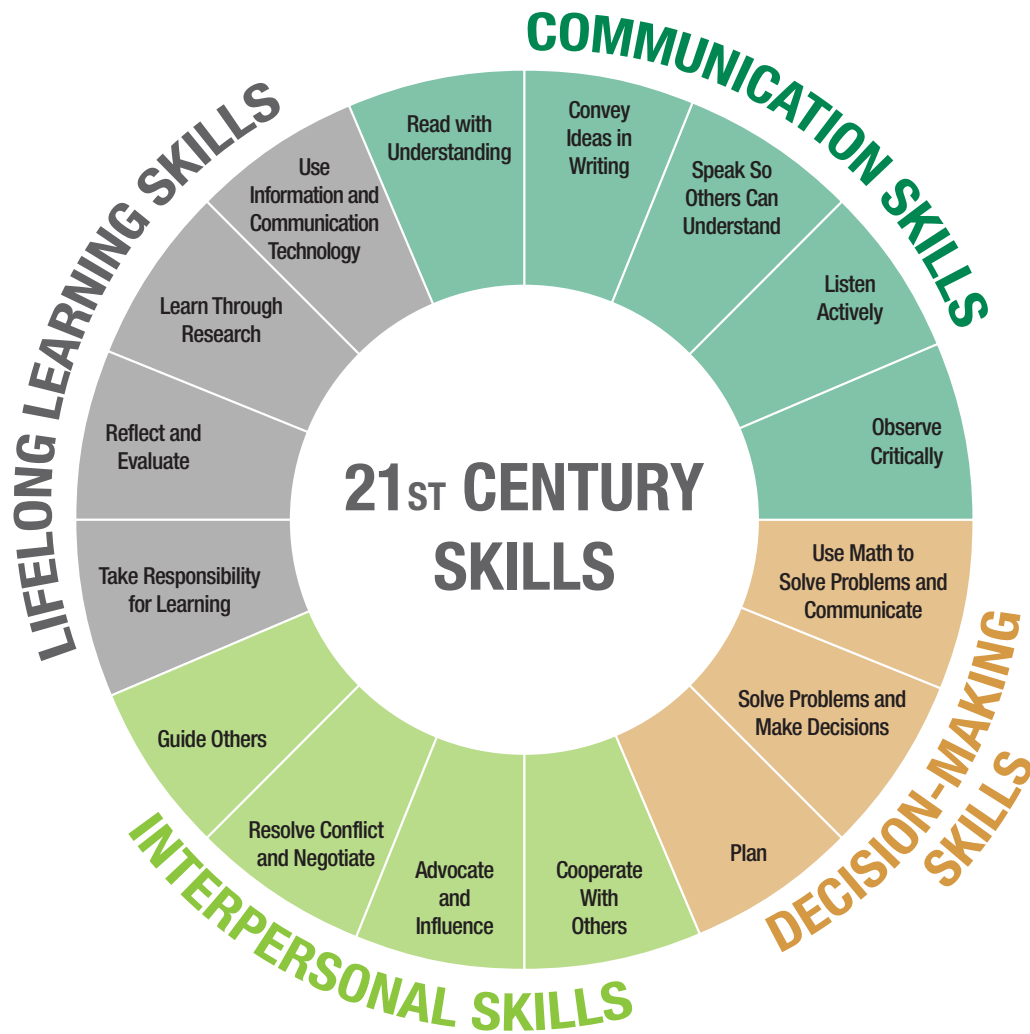 COMMUNICATION SKILLS
Read with
Understanding
Convey
Ideas in
Writing
Speak So
Others Can
Understand
Listen
Actively
Observe
Critically
DECISION-MAKING
SKILLS
Use Math to
Solve Problems and
Communicate
Solve Problems and
Make Decisions
Plan
INTERPERSONAL SKILLS
Cooperate
With
Others
Advocate
and
Influence
Resolve Conflict
and Negotiate
Guide Others
LIFELONG LEARNING SKILLS
Take Responsibility
for Learning
Reflect and
Evaluate
Learn Through
Research
Use
Information and
Communication
Technology
21ST CENTURY
SKILLS